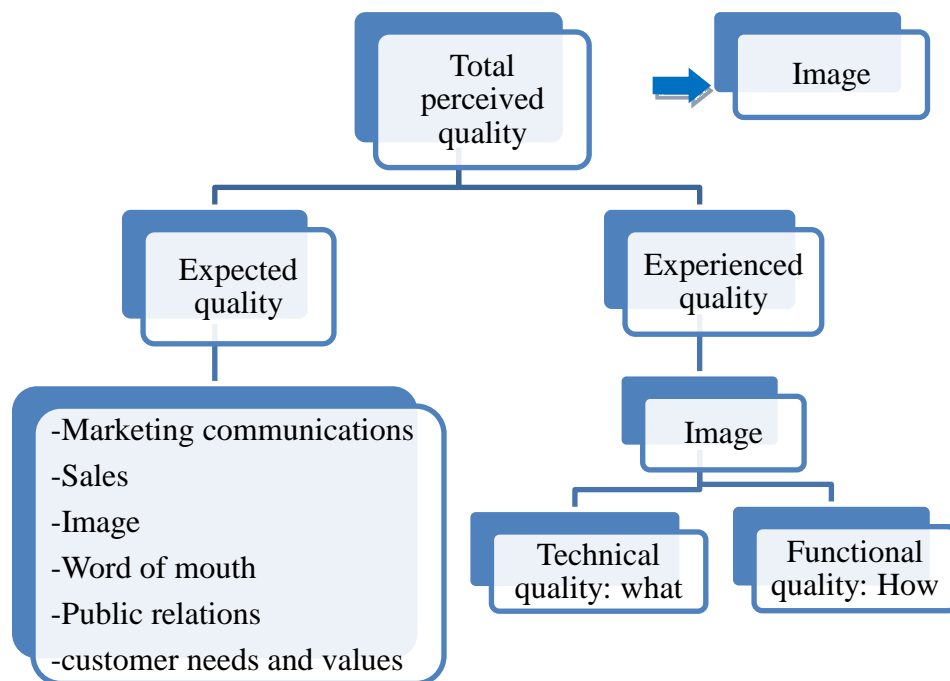 Total
perceived
quality
Image
Expected
quality
Experienced
quality
-Marketing communications
-Sales
-Image
-Word of mouth
-Public relations
-customer needs and values
Image
Technical
quality: what
Functional
quality: How